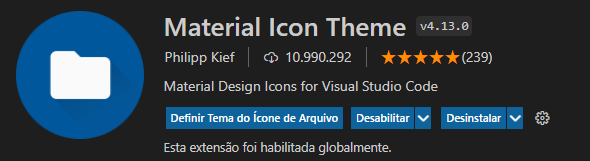 Material Icon Theme v4.13.0
Philipp Kief 10.990.292 (239)
Material Design Icons for Visual Studio Code
Definir Tema do Ícone de Arquivo Desabilitar Desinstalar
Esta extensão foi habilitada globalmente.